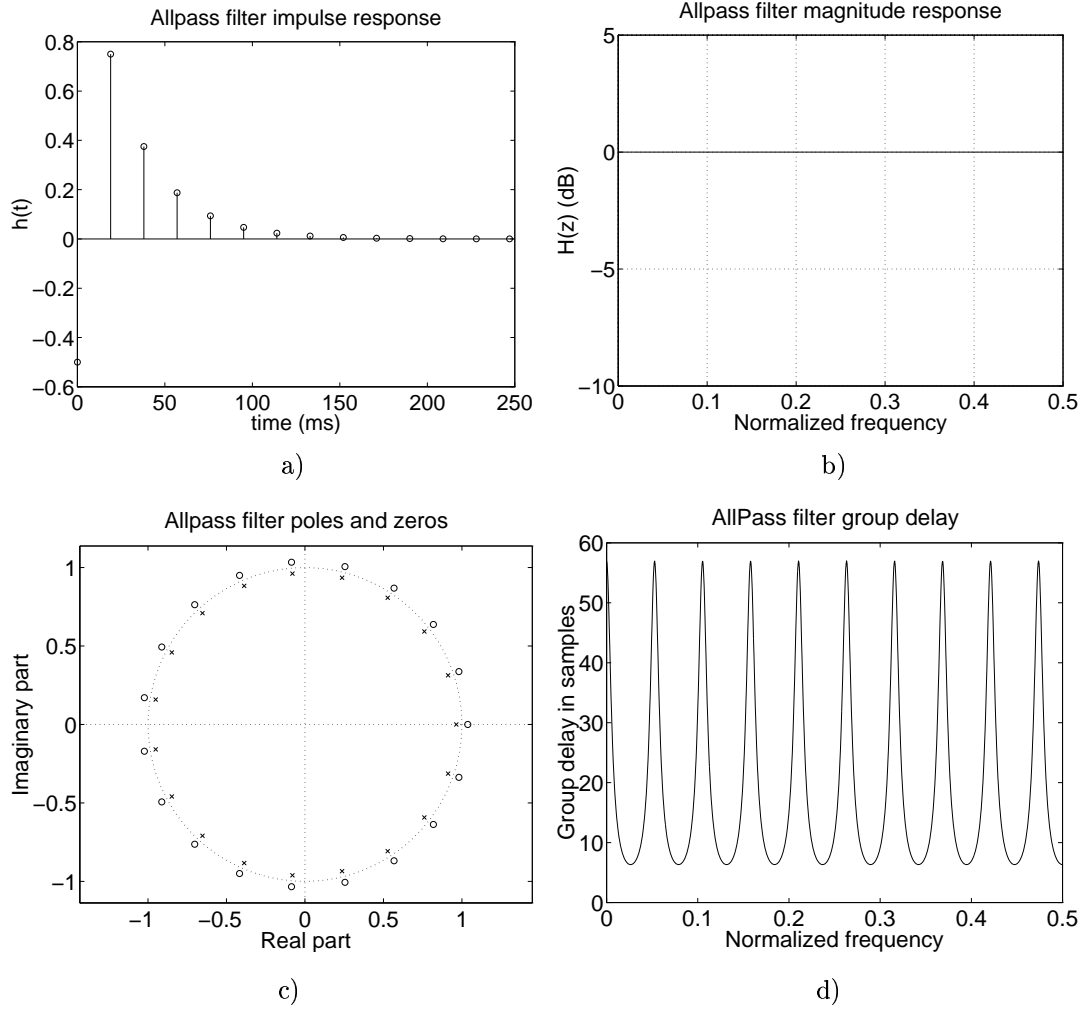 Allpass filter impulse response
0.8
0.6
0.4
0.2
0
−0.2
−0.4
−0.6
h(t)
0 50 100 150 200 250
time (ms)
a)
Allpass filter magnitude response
5
0
−5
−10
H(z) (dB)
0 0.1 0.2 0.3 0.4 0.5
Normalized frequency
b)
Allpass filter poles and zeros
1
0.5
0
−0.5
−1
Imaginary part
−1 −0.5 0 0.5 1
Real part
c)
AllPass filter group delay
60
50
40
30
20
10
0
Group delay in samples
0 0.1 0.2 0.3 0.4 0.5
Normalized frequency
d)